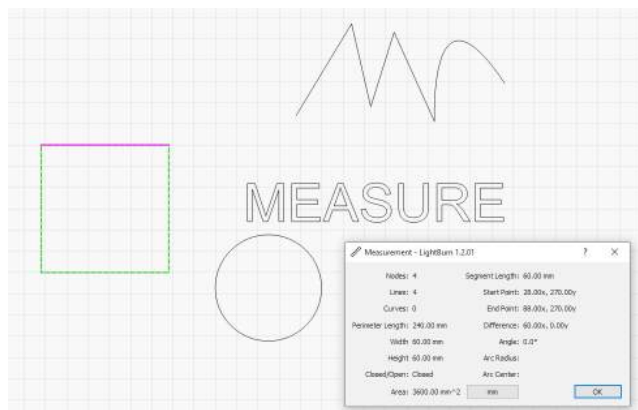 MEASURE
Measurement - LightBurn 1.2.01 ? ×
Nodes: 4 Segment Length: 60.00 mm
Lines: 4 Start Point: 28.00x, 270.00y
Curves: 0 End Point: 88.00x, 270.00y
Perimeter Length: 240.00 mm Difference: 60.00x, 0.00y
Width 60.00 mm Angle: 0.0°
Height 60.00 mm Arc Radius:
Closed/Open: Closed Arc Center:
Area: 3600.00 mm^2 mm OK